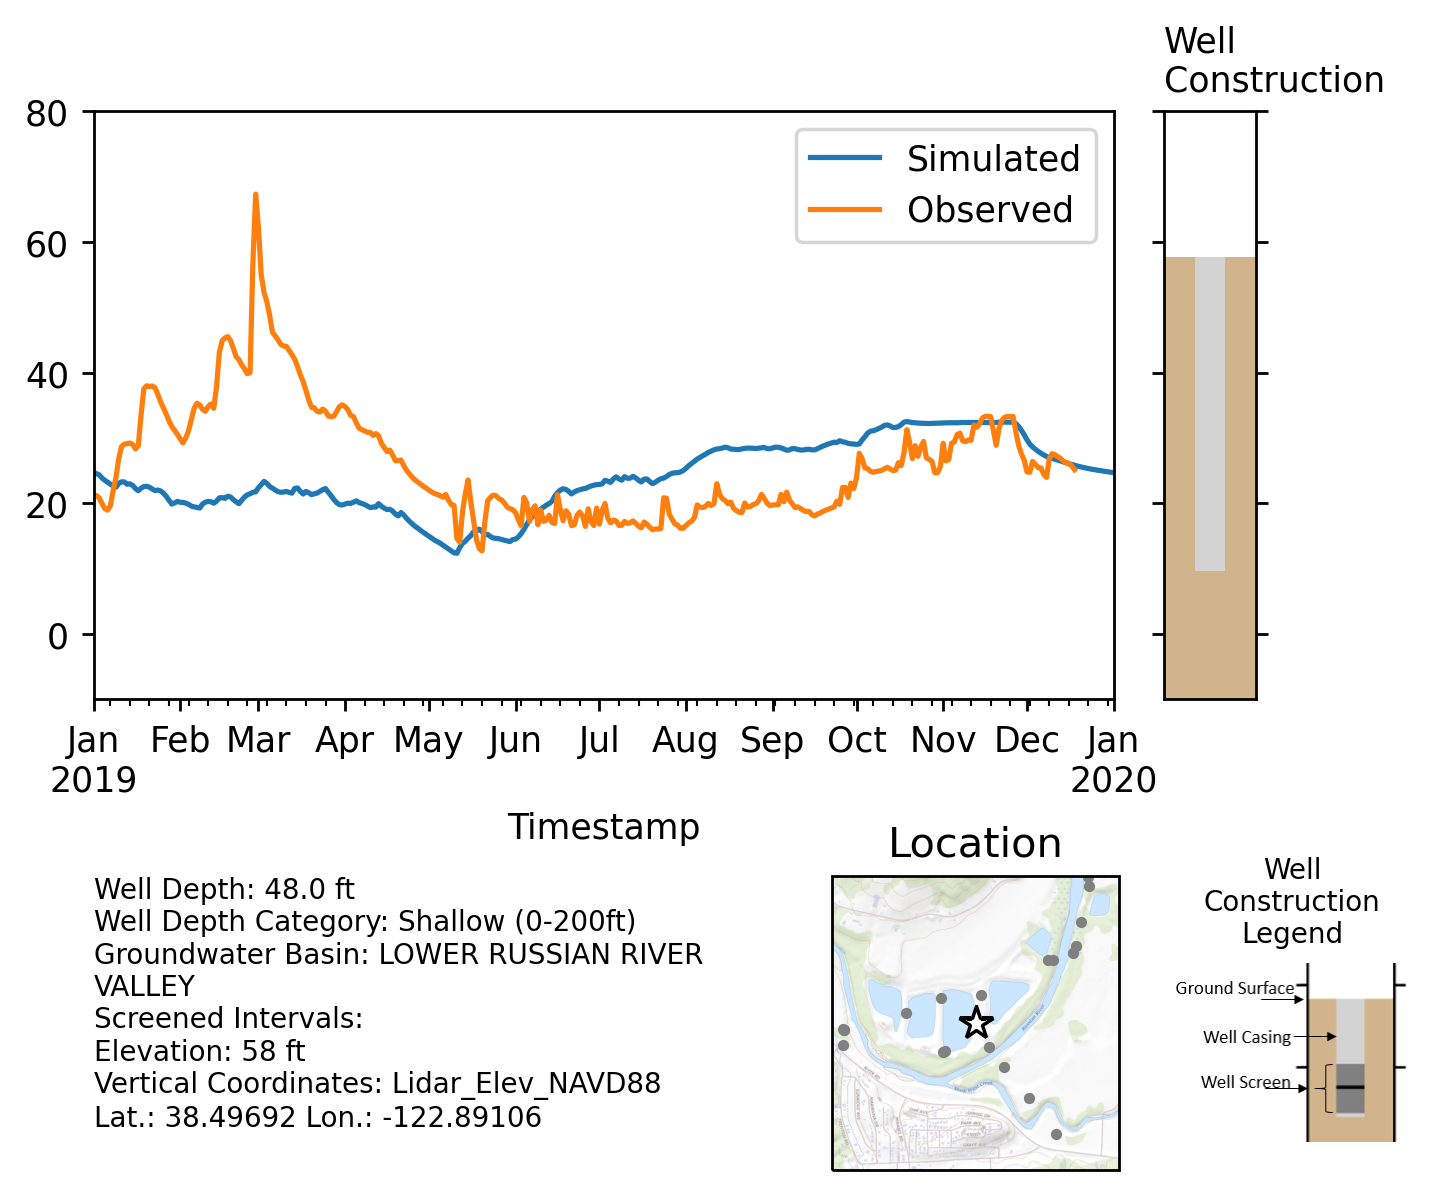 Well
Construction
80
60
40
20
0
Simulated
Observed
Jan
2019
Feb
Mar
Apr
May
Jun
Jul
Aug
Sep
Oct
Nov
Dec
Jan
2020
Timestamp
Well Depth: 48.0 ft
Well Depth Category: Shallow (0-200ft)
Groundwater Basin: LOWER RUSSIAN RIVER
VALLEY
Screened Intervals:
Elevation: 58 ft
Vertical Coordinates: Lidar_Elev_NAVD88
Lat.: 38.49692 Lon.: -122.89106
Location
Well
Construction
Legend
Ground Surface
Well Casing
Well Screen